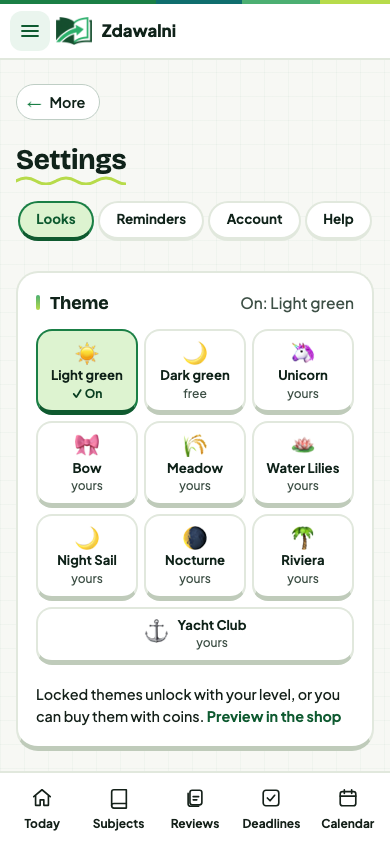 Zdawalni
← More
Settings
Looks
Reminders
Account
Help
Theme
On: Light green
Light green
✓ On
Dark green
free
Unicorn
yours
Bow
yours
Meadow
yours
Water Lilies
yours
Night Sail
yours
Nocturne
yours
Riviera
yours
Yacht Club
yours
Locked themes unlock with your level, or you
can buy them with coins. Preview in the shop
Today
Subjects
Reviews
Deadlines
Calendar